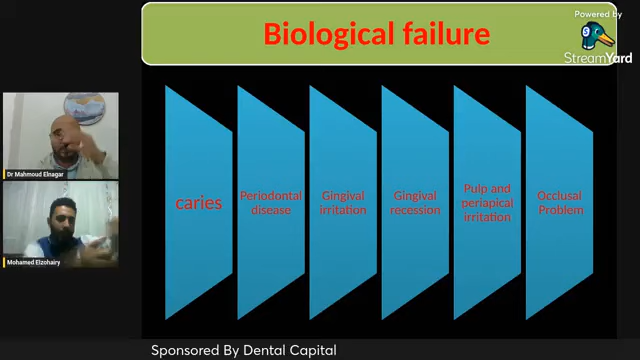 Biological failure
Powered by
StreamYard
caries
Periodontal
disease
Gingival
irritation
Gingival
recession
Pulp and
periapical
irritation
Occlusal
Problem
Dr Mahmoud Elnagar
Mohamed Elzohairy
Sponsored By Dental Capital